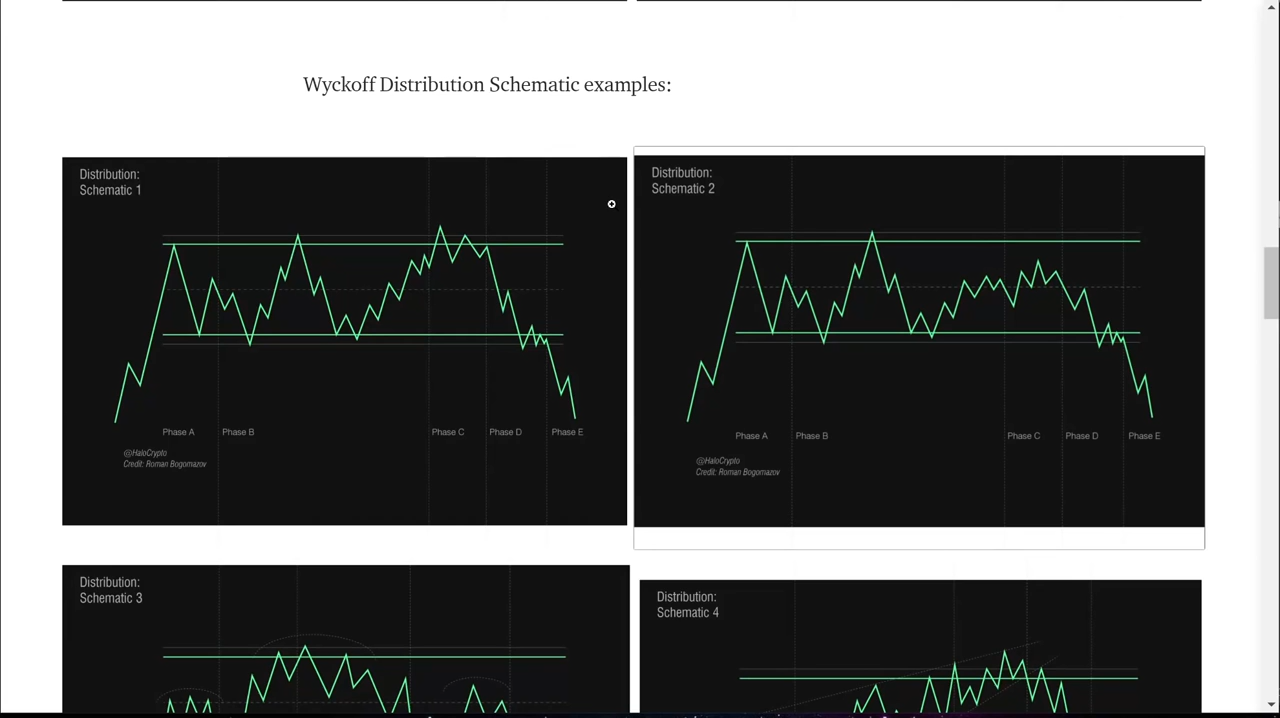 Wyckoff Distribution Schematic examples:
Distribution:
Schematic 1
Phase A
Phase B
Phase C
Phase D
Phase E
@HaloCrypto
Credit: Roman Bogomazov
Distribution:
Schematic 2
Phase A
Phase B
Phase C
Phase D
Phase E
@HaloCrypto
Credit: Roman Bogomazov
Distribution:
Schematic 3
Distribution:
Schematic 4